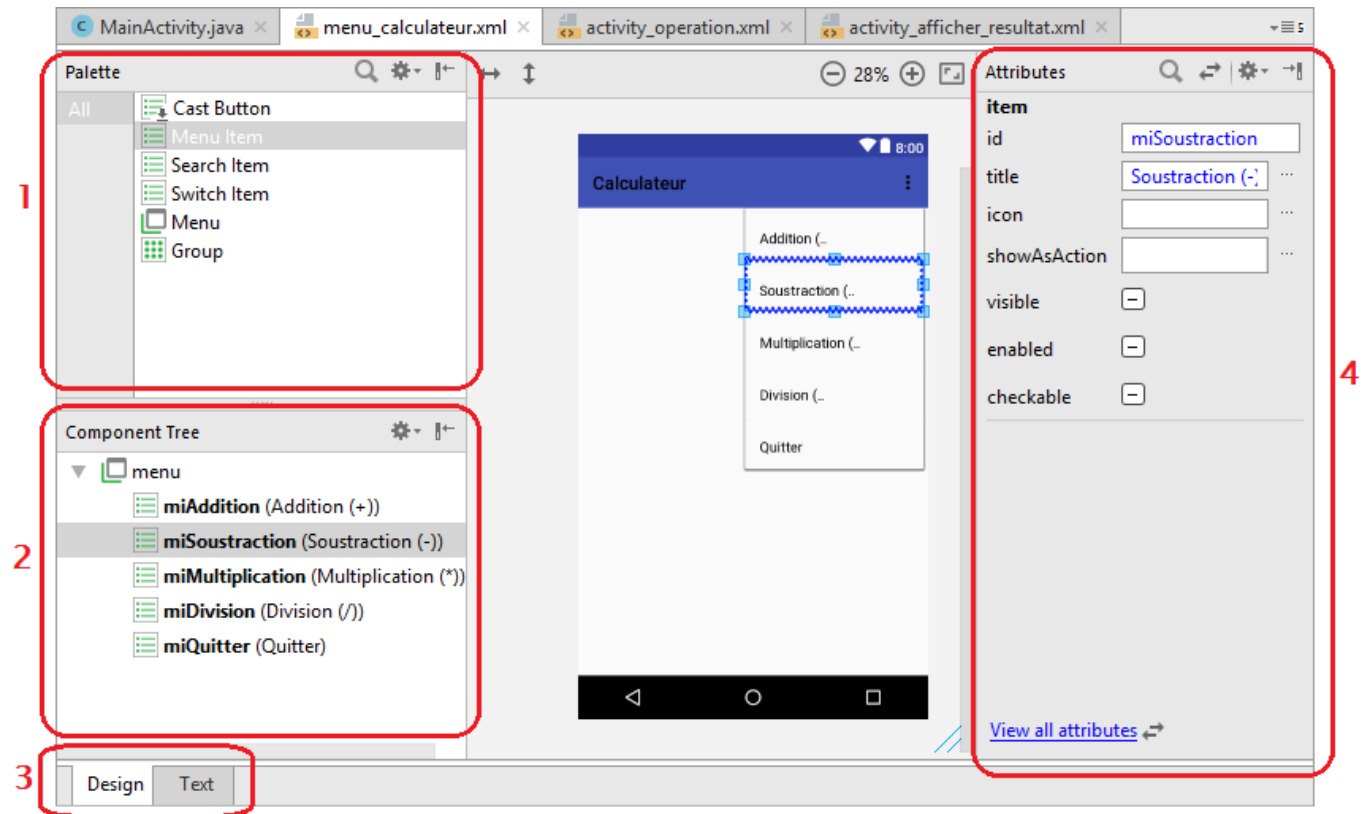 MainActivity.java
menu_calculateur.xml
activity_operation.xml
activity_afficher_resultat.xml
5
1
Palette
All
Cast Button
Menu Item
Search Item
Switch Item
Menu
Group
28%
8:00
Calculateur
Addition (..
Soustraction (..
Multiplication (..
Division (..
Quitter
2
Component Tree
menu
miAddition (Addition (+))
miSoustraction (Soustraction (-))
miMultiplication (Multiplication (*))
miDivision (Division (/))
miQuitter (Quitter)
3
Design
Text
4
Attributes
item
id
miSoustraction
title
Soustraction (-)
...
icon
...
showAsAction
...
visible
enabled
checkable
View all attributes